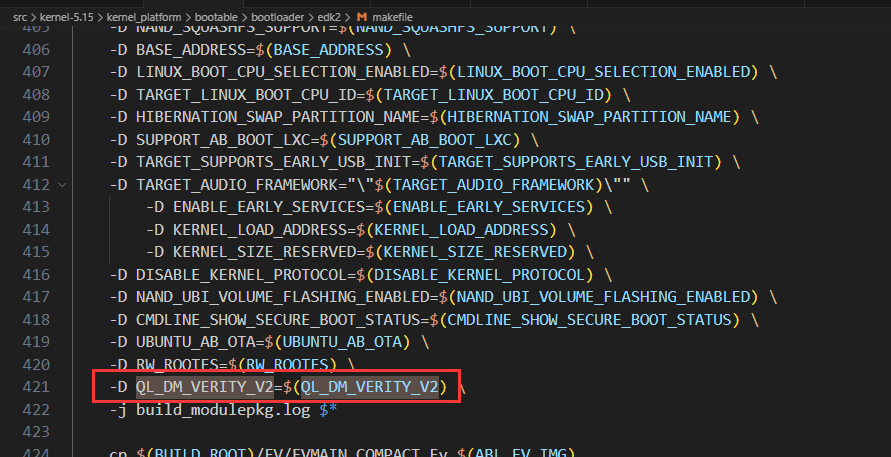 src > kernel-5.15 > kernel_platform > bootable > bootloader > edk2 > M makefile
405 -D NAND_SQUASHFS_SUPPORT=$(NAND_SQUASHFS_SUPPORT) \
406 -D BASE_ADDRESS=$(BASE_ADDRESS) \
407 -D LINUX_BOOT_CPU_SELECTION_ENABLED=$(LINUX_BOOT_CPU_SELECTION_ENABLED) \
408 -D TARGET_LINUX_BOOT_CPU_ID=$(TARGET_LINUX_BOOT_CPU_ID) \
409 -D HIBERNATION_SWAP_PARTITION_NAME=$(HIBERNATION_SWAP_PARTITION_NAME) \
410 -D SUPPORT_AB_BOOT_LXC=$(SUPPORT_AB_BOOT_LXC) \
411 -D TARGET_SUPPORTS_EARLY_USB_INIT=$(TARGET_SUPPORTS_EARLY_USB_INIT) \
412 -D TARGET_AUDIO_FRAMEWORK="\"$(TARGET_AUDIO_FRAMEWORK)\"" \
413 -D ENABLE_EARLY_SERVICES=$(ENABLE_EARLY_SERVICES) \
414 -D KERNEL_LOAD_ADDRESS=$(KERNEL_LOAD_ADDRESS) \
415 -D KERNEL_SIZE_RESERVED=$(KERNEL_SIZE_RESERVED) \
416 -D DISABLE_KERNEL_PROTOCOL=$(DISABLE_KERNEL_PROTOCOL) \
417 -D NAND_UBI_VOLUME_FLASHING_ENABLED=$(NAND_UBI_VOLUME_FLASHING_ENABLED) \
418 -D CMDLINE_SHOW_SECURE_BOOT_STATUS=$(CMDLINE_SHOW_SECURE_BOOT_STATUS) \
419 -D UBUNTU_AB_OTA=$(UBUNTU_AB_OTA) \
420 -D RW_ROOTFS=$(RW_ROOTFS) \
421 -D QL_DM_VERITY_V2=$(QL_DM_VERITY_V2) \
422 -j build_modulepkg.log $*
423
424 cp $(BUILD_ROOT)/FV/FVMAIN_COMPACT.Fv $(ABL_FV_IMG)